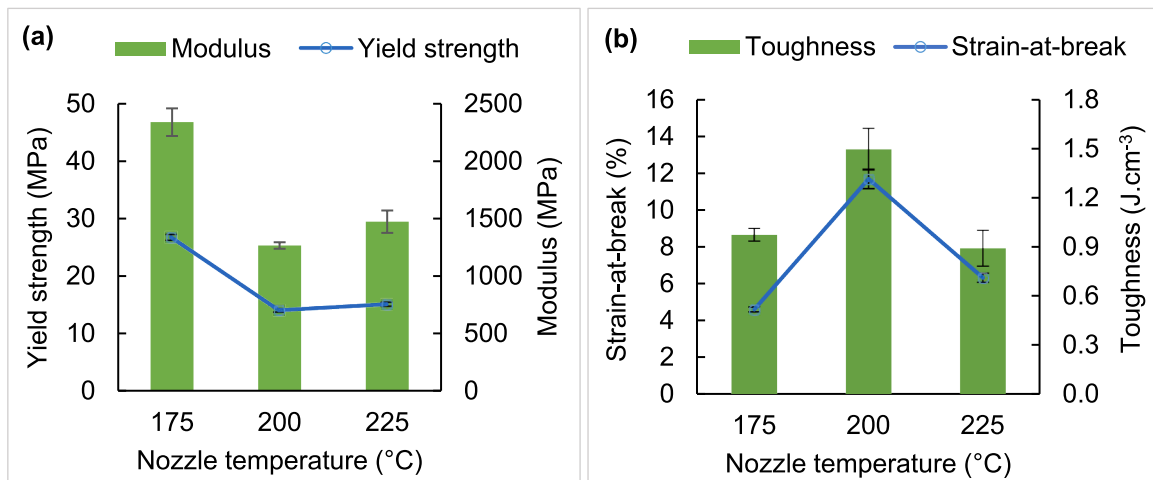 (a)
Modulus
Yield strength
50
40
30
20
10
0
Yield strength (MPa)
2500
2000
1500
1000
500
0
Modulus (MPa)
175
200
225
Nozzle temperature (°C)
(b)
Toughness
Strain-at-break
16
14
12
10
8
6
4
2
0
Strain-at-break (%)
1.8
1.5
1.2
0.9
0.6
0.3
0.0
Toughness (J.cm-3)
175
200
225
Nozzle temperature (°C)